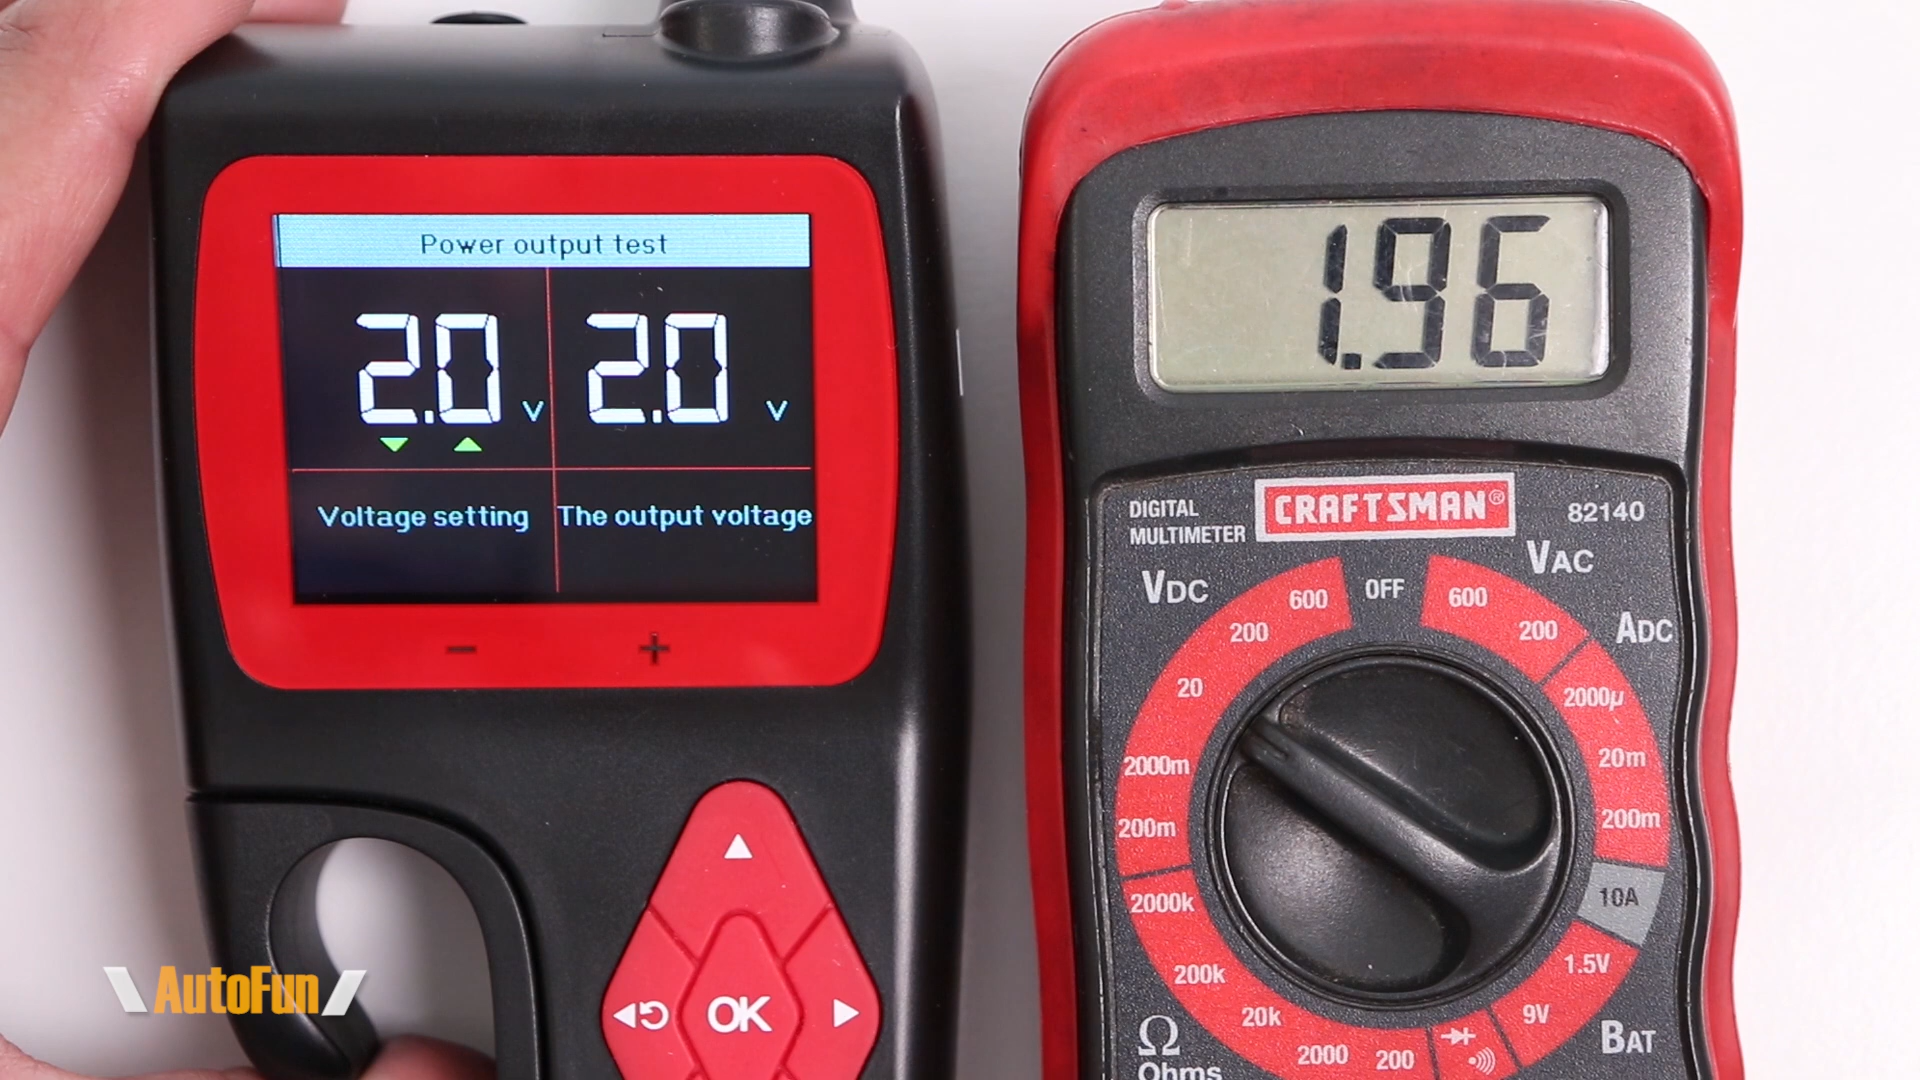 Power output test
2.0 V
2.0 V
Voltage setting
The output voltage
− +
OK
AutoFun
1.96
DIGITAL
MULTIMETER
CRAFTSMAN®
82140
VDC
600
200
20
2000m
200m
OFF
VAC
600
200
ADC
2000µ
20m
200m
10A
1.5V
9V
BAT
2000k
200k
20k
2000
200
Ω
Ohms